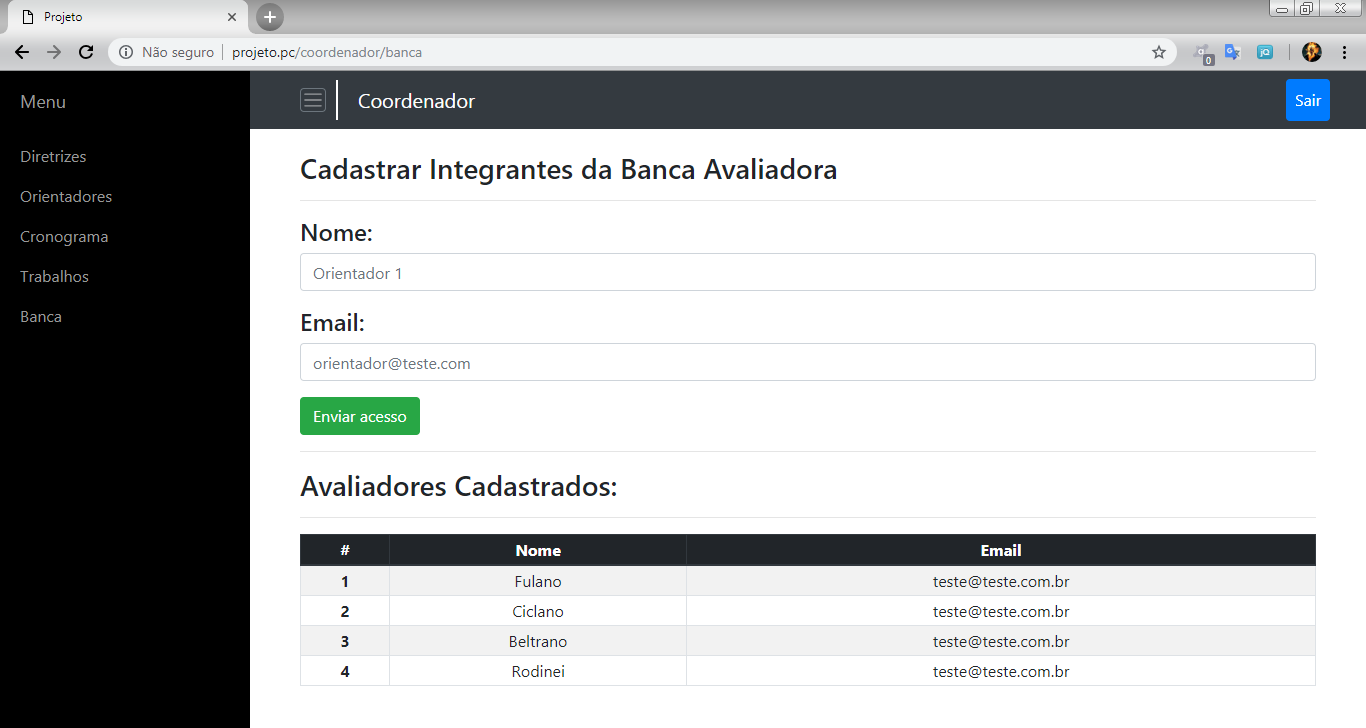 Projeto
Não seguro | projeto.pc/coordenador/banca
0
Menu
Coordenador
Sair
Diretrizes
Orientadores
Cronograma
Trabalhos
Banca
Cadastrar Integrantes da Banca Avaliadora
Nome:
Orientador 1
Email:
orientador@teste.com
Enviar acesso
Avaliadores Cadastrados:
# Nome Email
1 Fulano teste@teste.com.br
2 Ciclano teste@teste.com.br
3 Beltrano teste@teste.com.br
4 Rodinei teste@teste.com.br